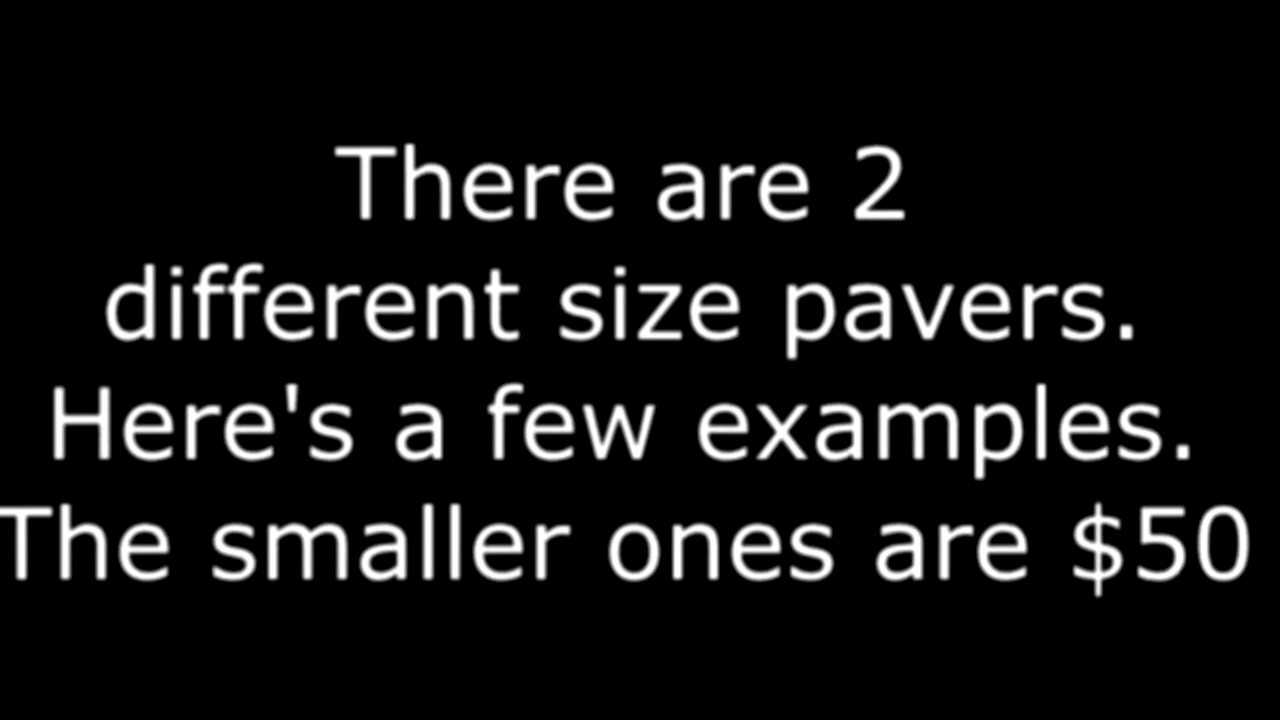 There are 2
different size pavers.
Here's a few examples.
The smaller ones are $50